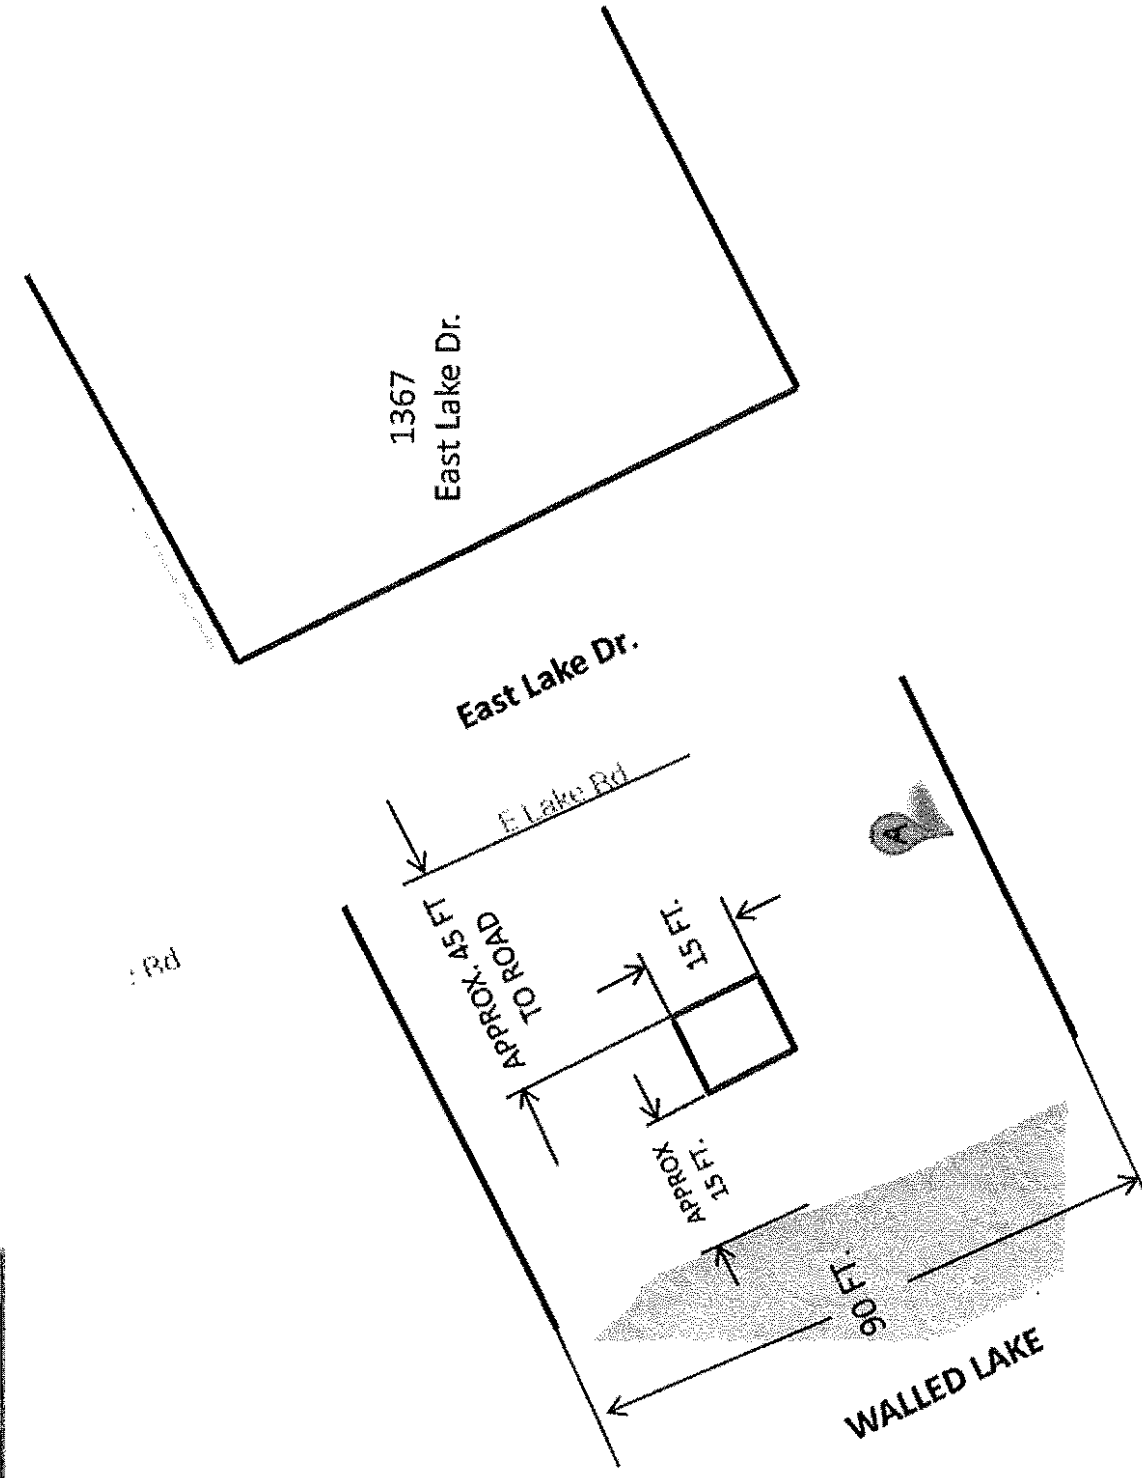 1367
East Lake Dr.
East Lake Dr.
E Lake Rd
Rd
APPROX. 45 FT
TO ROAD
15 FT.
APPROX
15 FT.
A
90 FT.
WALLED LAKE